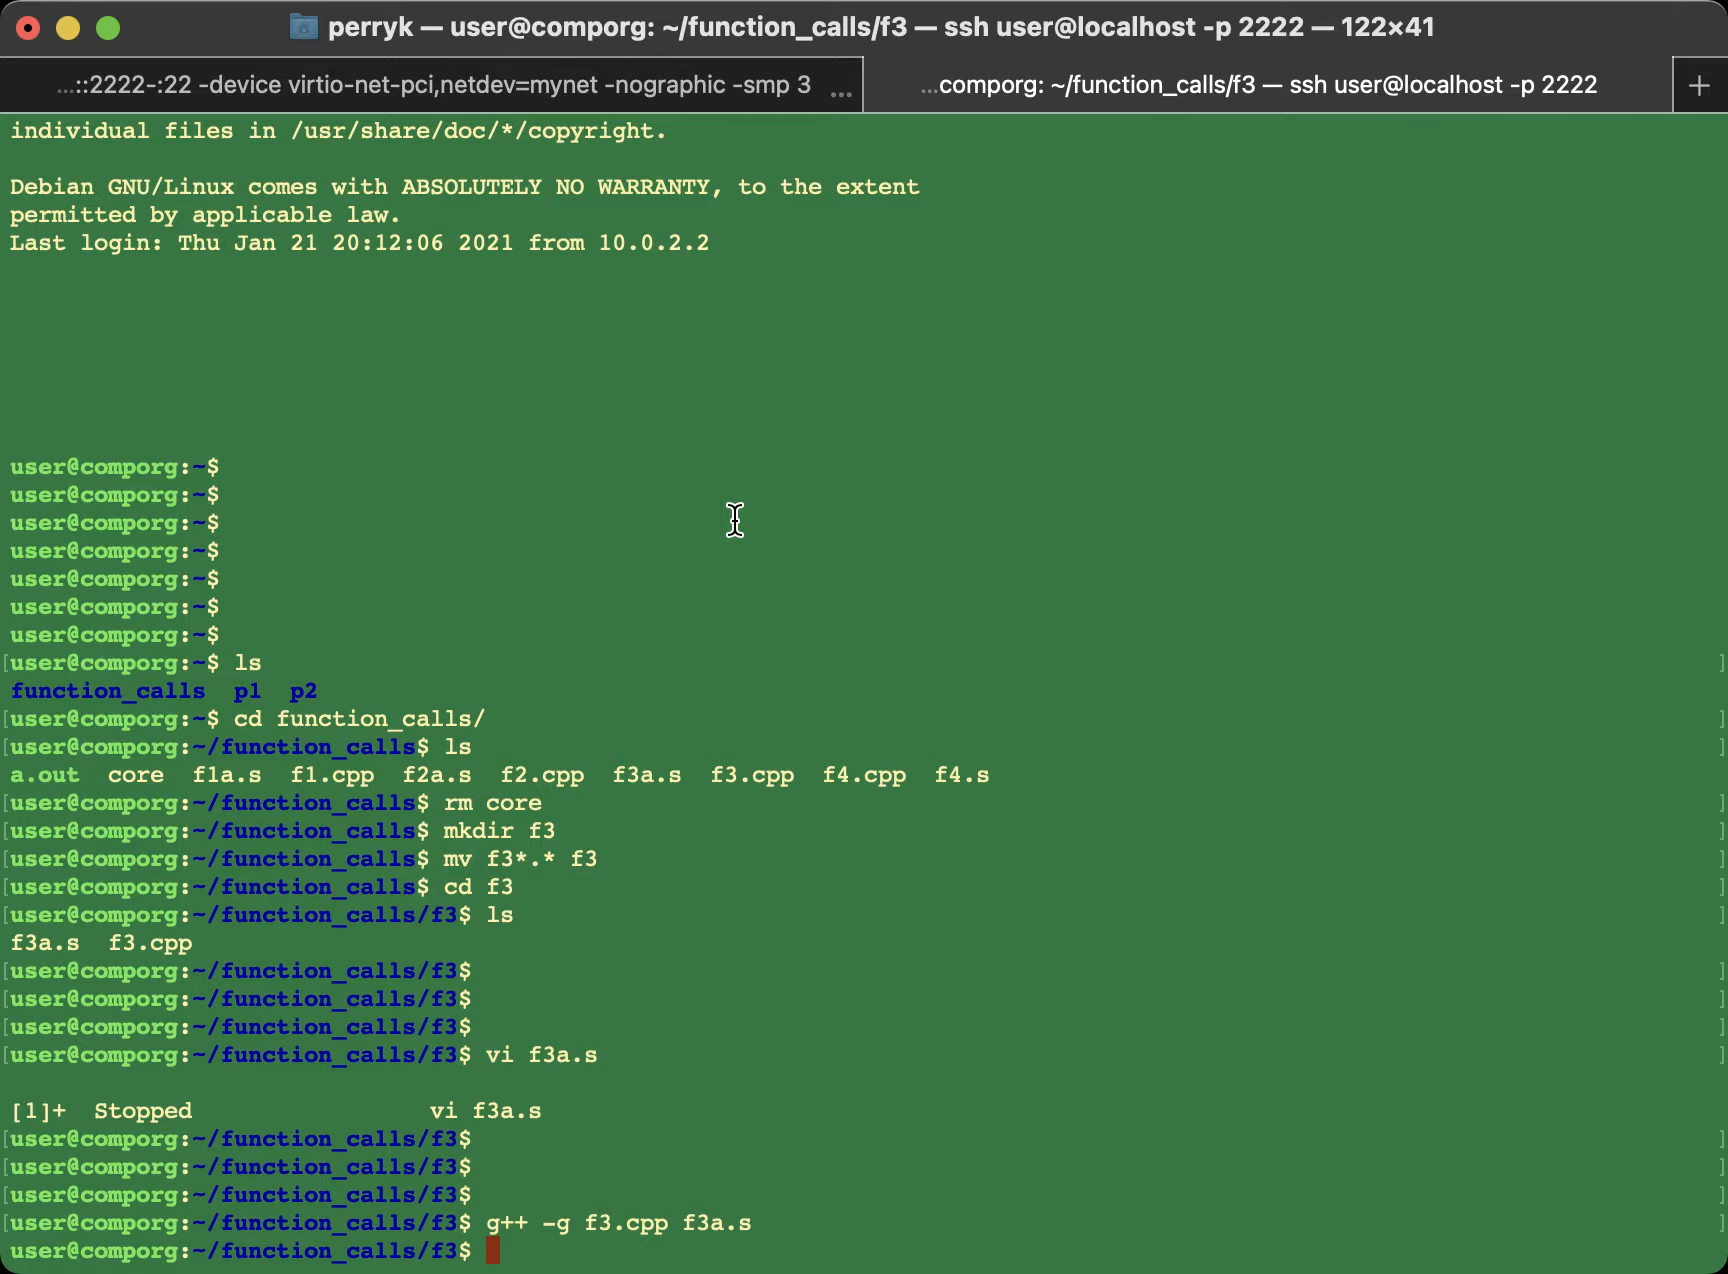 perryk — user@comporg: ~/function_calls/f3 — ssh user@localhost -p 2222 — 122×41
...::2222-:22 -device virtio-net-pci,netdev=mynet -nographic -smp 3 ...
...comporg: ~/function_calls/f3 — ssh user@localhost -p 2222
+
individual files in /usr/share/doc/*/copyright.
Debian GNU/Linux comes with ABSOLUTELY NO WARRANTY, to the extent
permitted by applicable law.
Last login: Thu Jan 21 20:12:06 2021 from 10.0.2.2
user@comporg:~$
user@comporg:~$
user@comporg:~$
user@comporg:~$
user@comporg:~$
user@comporg:~$
user@comporg:~$
[user@comporg:~$ ls ]
function_calls p1 p2
[user@comporg:~$ cd function_calls/ ]
[user@comporg:~/function_calls$ ls ]
a.out core f1a.s f1.cpp f2a.s f2.cpp f3a.s f3.cpp f4.cpp f4.s
[user@comporg:~/function_calls$ rm core ]
[user@comporg:~/function_calls$ mkdir f3 ]
[user@comporg:~/function_calls$ mv f3*.* f3 ]
[user@comporg:~/function_calls$ cd f3 ]
[user@comporg:~/function_calls/f3$ ls ]
f3a.s f3.cpp
[user@comporg:~/function_calls/f3$ ]
[user@comporg:~/function_calls/f3$ ]
[user@comporg:~/function_calls/f3$ ]
[user@comporg:~/function_calls/f3$ vi f3a.s ]
[1]+ Stopped vi f3a.s
[user@comporg:~/function_calls/f3$ ]
[user@comporg:~/function_calls/f3$ ]
[user@comporg:~/function_calls/f3$ ]
[user@comporg:~/function_calls/f3$ g++ -g f3.cpp f3a.s ]
user@comporg:~/function_calls/f3$